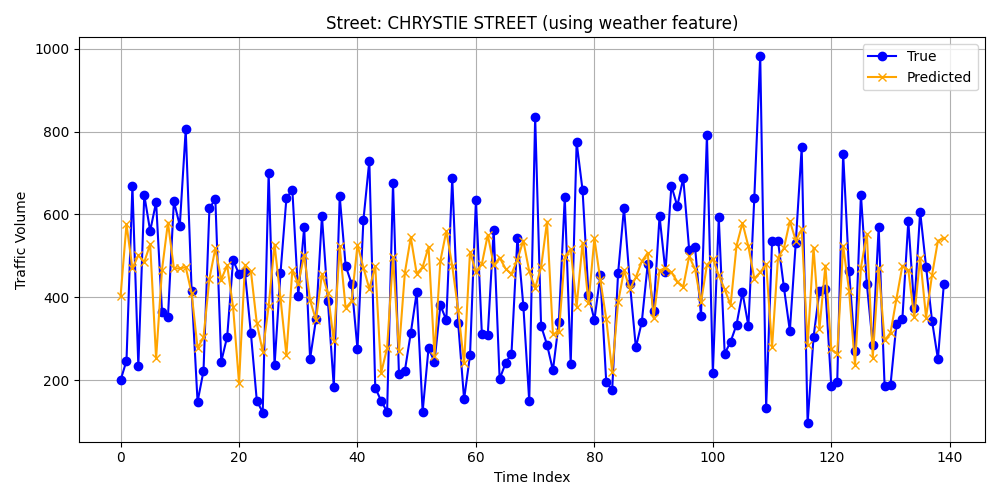 Street: CHRYSTIE STREET (using weather feature)
True
Predicted
Traffic Volume
1000
800
600
400
200
0 20 40 60 80 100 120 140
Time Index